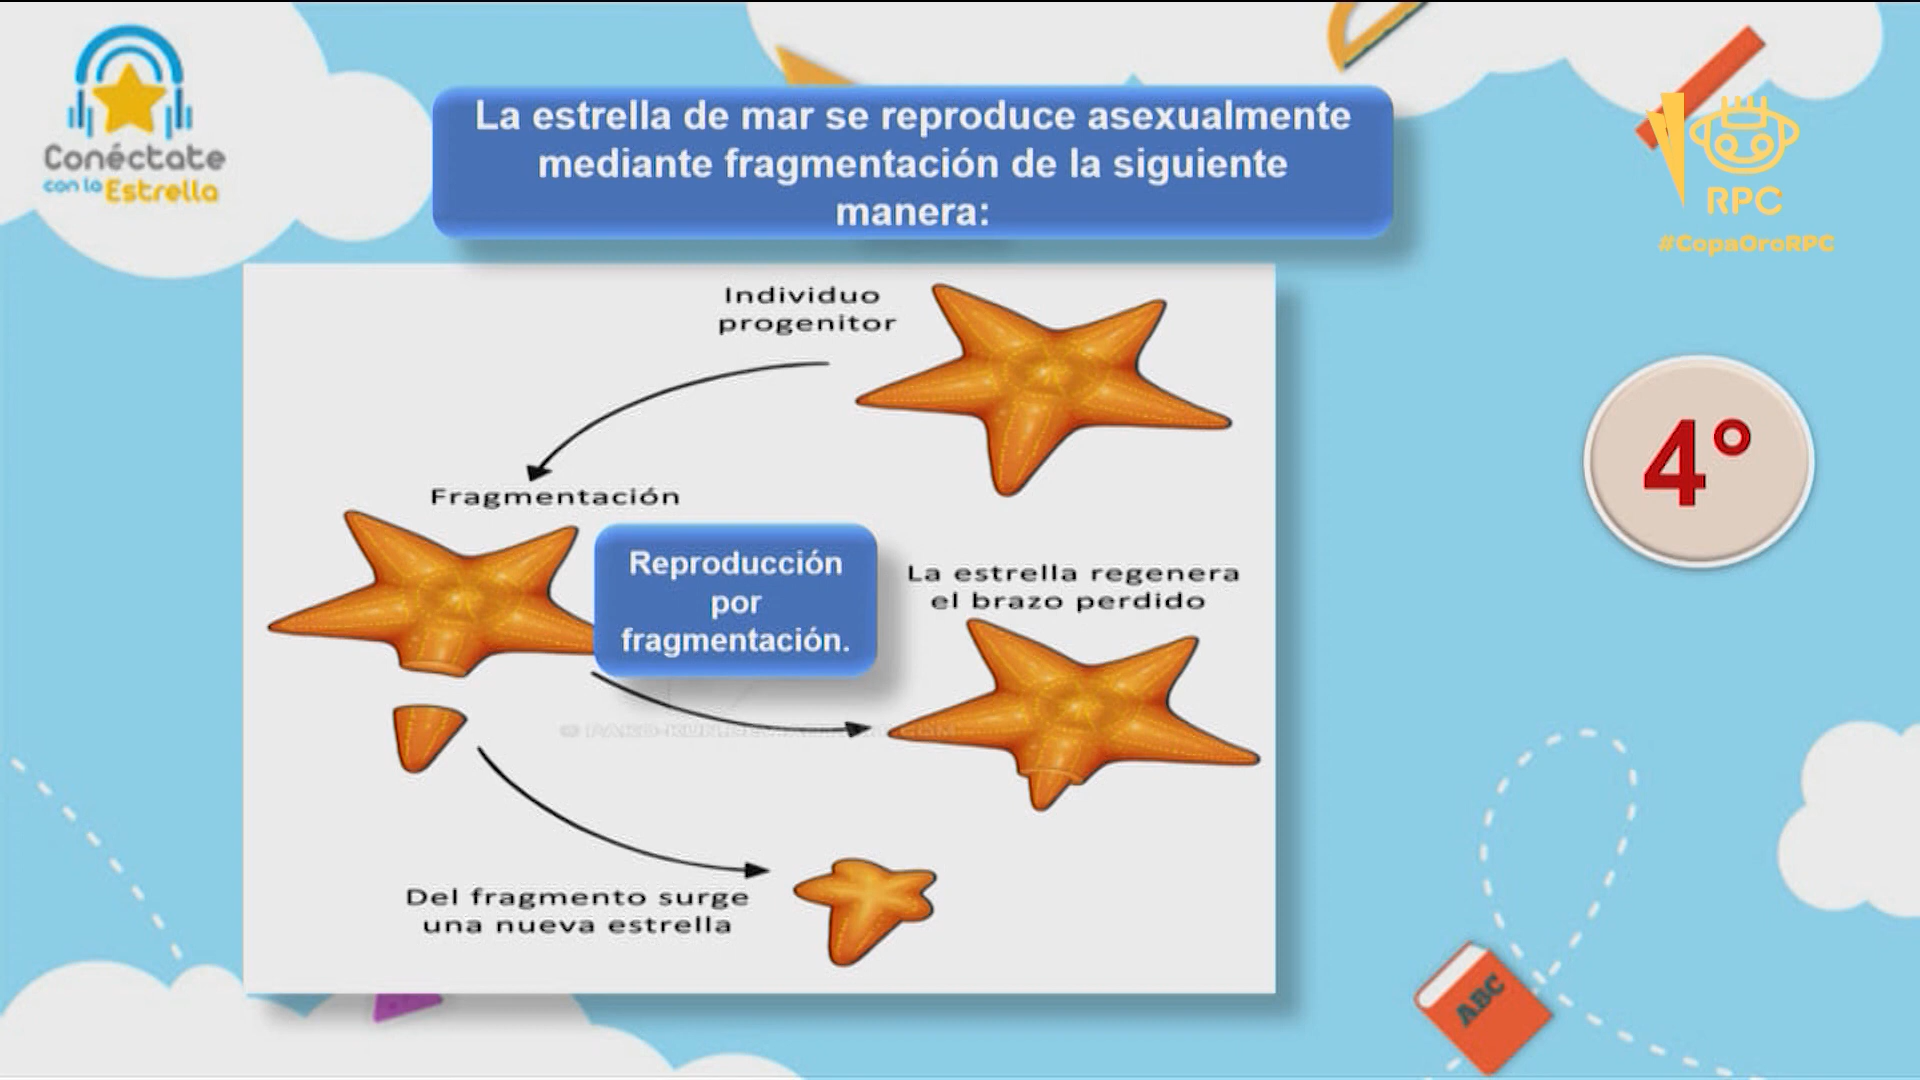 Conéctate
con la Estrella
La estrella de mar se reproduce asexualmente
mediante fragmentación de la siguiente
manera:
RPC
#CopaOroRPC
Individuo
progenitor
Fragmentación
4°
Reproducción
por
fragmentación.
La estrella regenera
el brazo perdido
Del fragmento surge
una nueva estrella
ABC